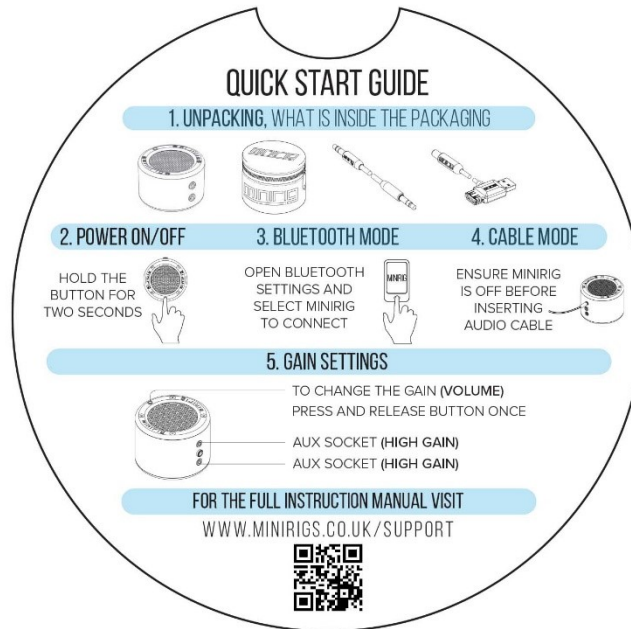 QUICK START GUIDE
1. UNPACKING, WHAT IS INSIDE THE PACKAGING
2. POWER ON/OFF
HOLD THE
BUTTON FOR
TWO SECONDS
3. BLUETOOTH MODE
OPEN BLUETOOTH
SETTINGS AND
SELECT MINIRIG
TO CONNECT
MINIRIG
4. CABLE MODE
ENSURE MINIRIG
IS OFF BEFORE
INSERTING
AUDIO CABLE
5. GAIN SETTINGS
TO CHANGE THE GAIN (VOLUME)
PRESS AND RELEASE BUTTON ONCE
AUX SOCKET (HIGH GAIN)
AUX SOCKET (HIGH GAIN)
FOR THE FULL INSTRUCTION MANUAL VISIT
WWW.MINIRIGS.CO.UK/SUPPORT